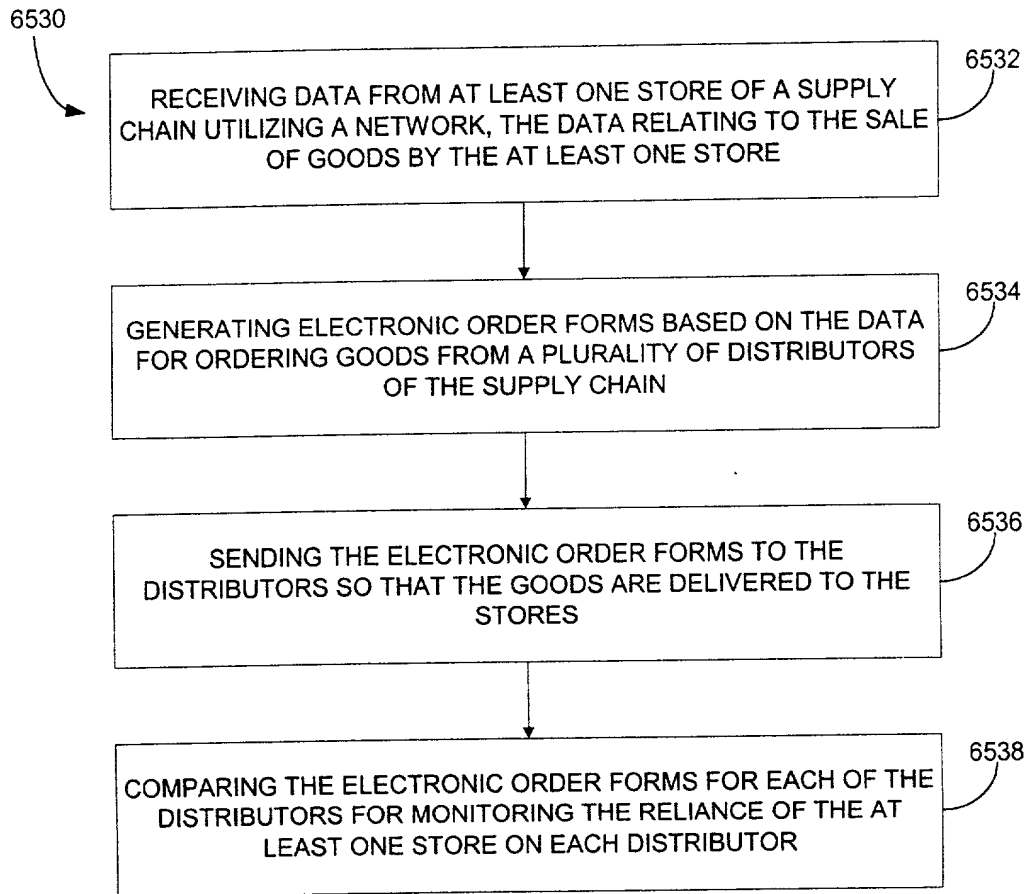 6530
6532
RECEIVING DATA FROM AT LEAST ONE STORE OF A SUPPLY
CHAIN UTILIZING A NETWORK, THE DATA RELATING TO THE SALE
OF GOODS BY THE AT LEAST ONE STORE
6534
GENERATING ELECTRONIC ORDER FORMS BASED ON THE DATA
FOR ORDERING GOODS FROM A PLURALITY OF DISTRIBUTORS
OF THE SUPPLY CHAIN
6536
SENDING THE ELECTRONIC ORDER FORMS TO THE
DISTRIBUTORS SO THAT THE GOODS ARE DELIVERED TO THE
STORES
6538
COMPARING THE ELECTRONIC ORDER FORMS FOR EACH OF THE
DISTRIBUTORS FOR MONITORING THE RELIANCE OF THE AT
LEAST ONE STORE ON EACH DISTRIBUTOR